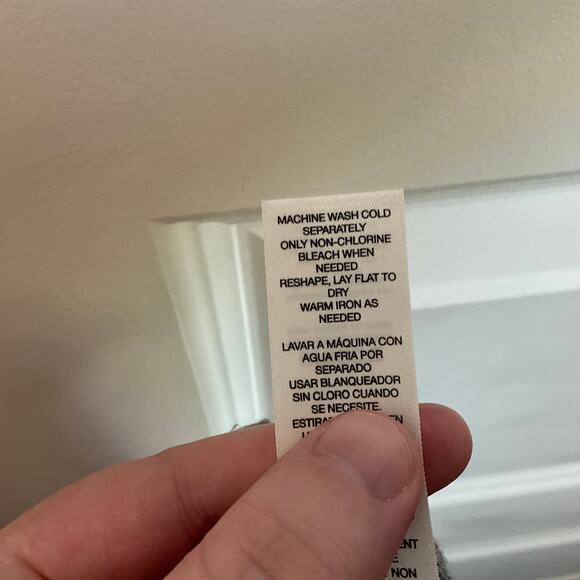 MACHINE WASH COLD
SEPARATELY
ONLY NON-CHLORINE
BLEACH WHEN
NEEDED
RESHAPE, LAY FLAT TO
DRY
WARM IRON AS
NEEDED
LAVAR A MÁQUINA CON
AGUA FRIA POR
SEPARADO
USAR BLANQUEADOR
SIN CLORO CUANDO
SE NECESITE.
NON